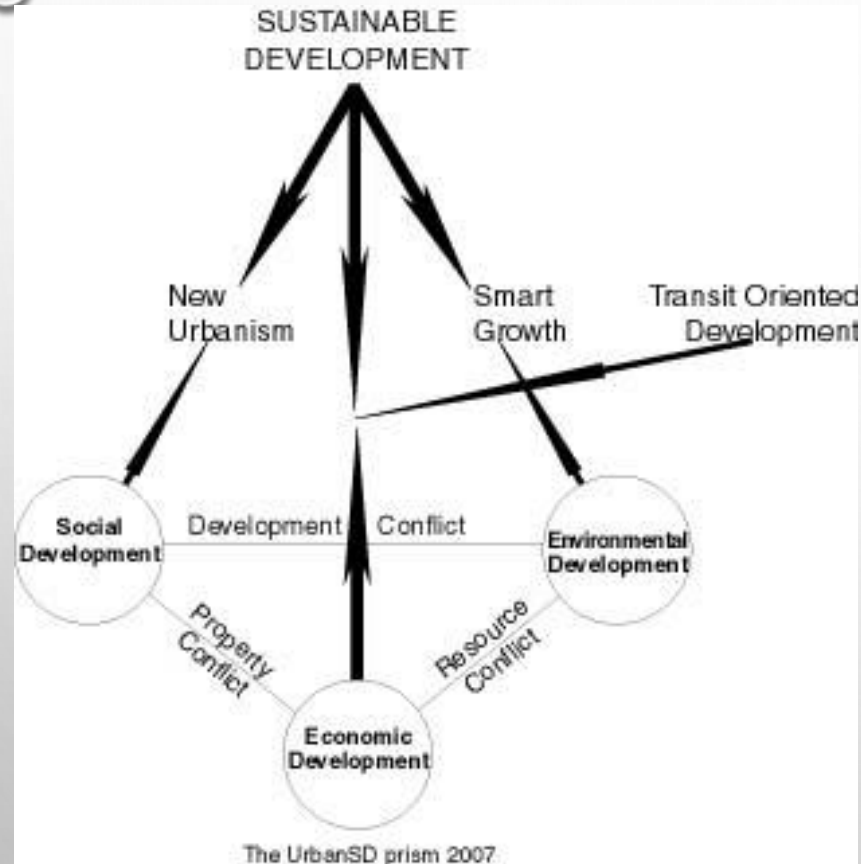 SUSTAINABLE
DEVELOPMENT
New
Urbanism
Smart
Growth
Transit Oriented
Development
Social
Development
Development Conflict
Environmental
Development
Property
Conflict
Resource
Conflict
Economic
Development
The UrbanSD prism 2007